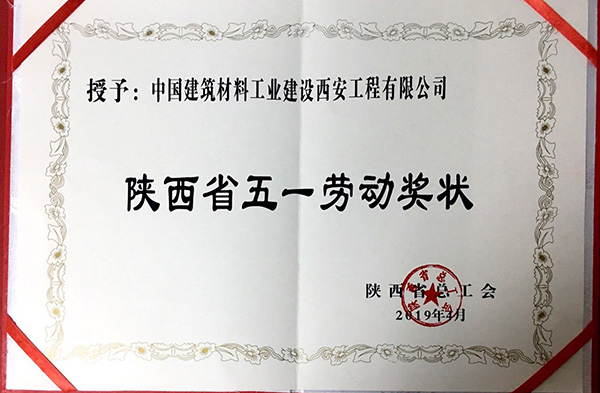 授予：中国建筑材料工业建设西安工程有限公司
陕西省五一劳动奖状
陕西省总工会
2019年4月